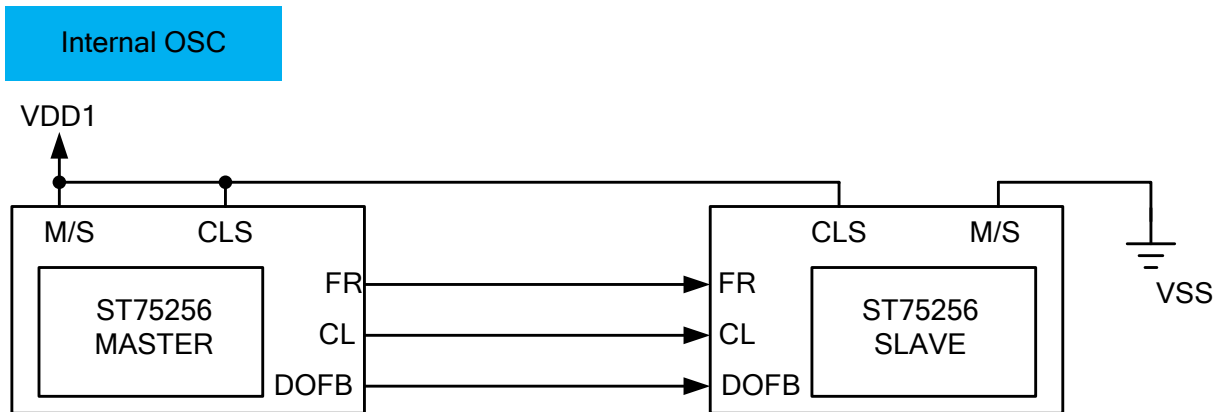 Internal OSC
VDD1
M/S CLS CLS M/S
FR FR
VSS
ST75256
MASTER
ST75256
SLAVE
CL CL
DOFB DOFB